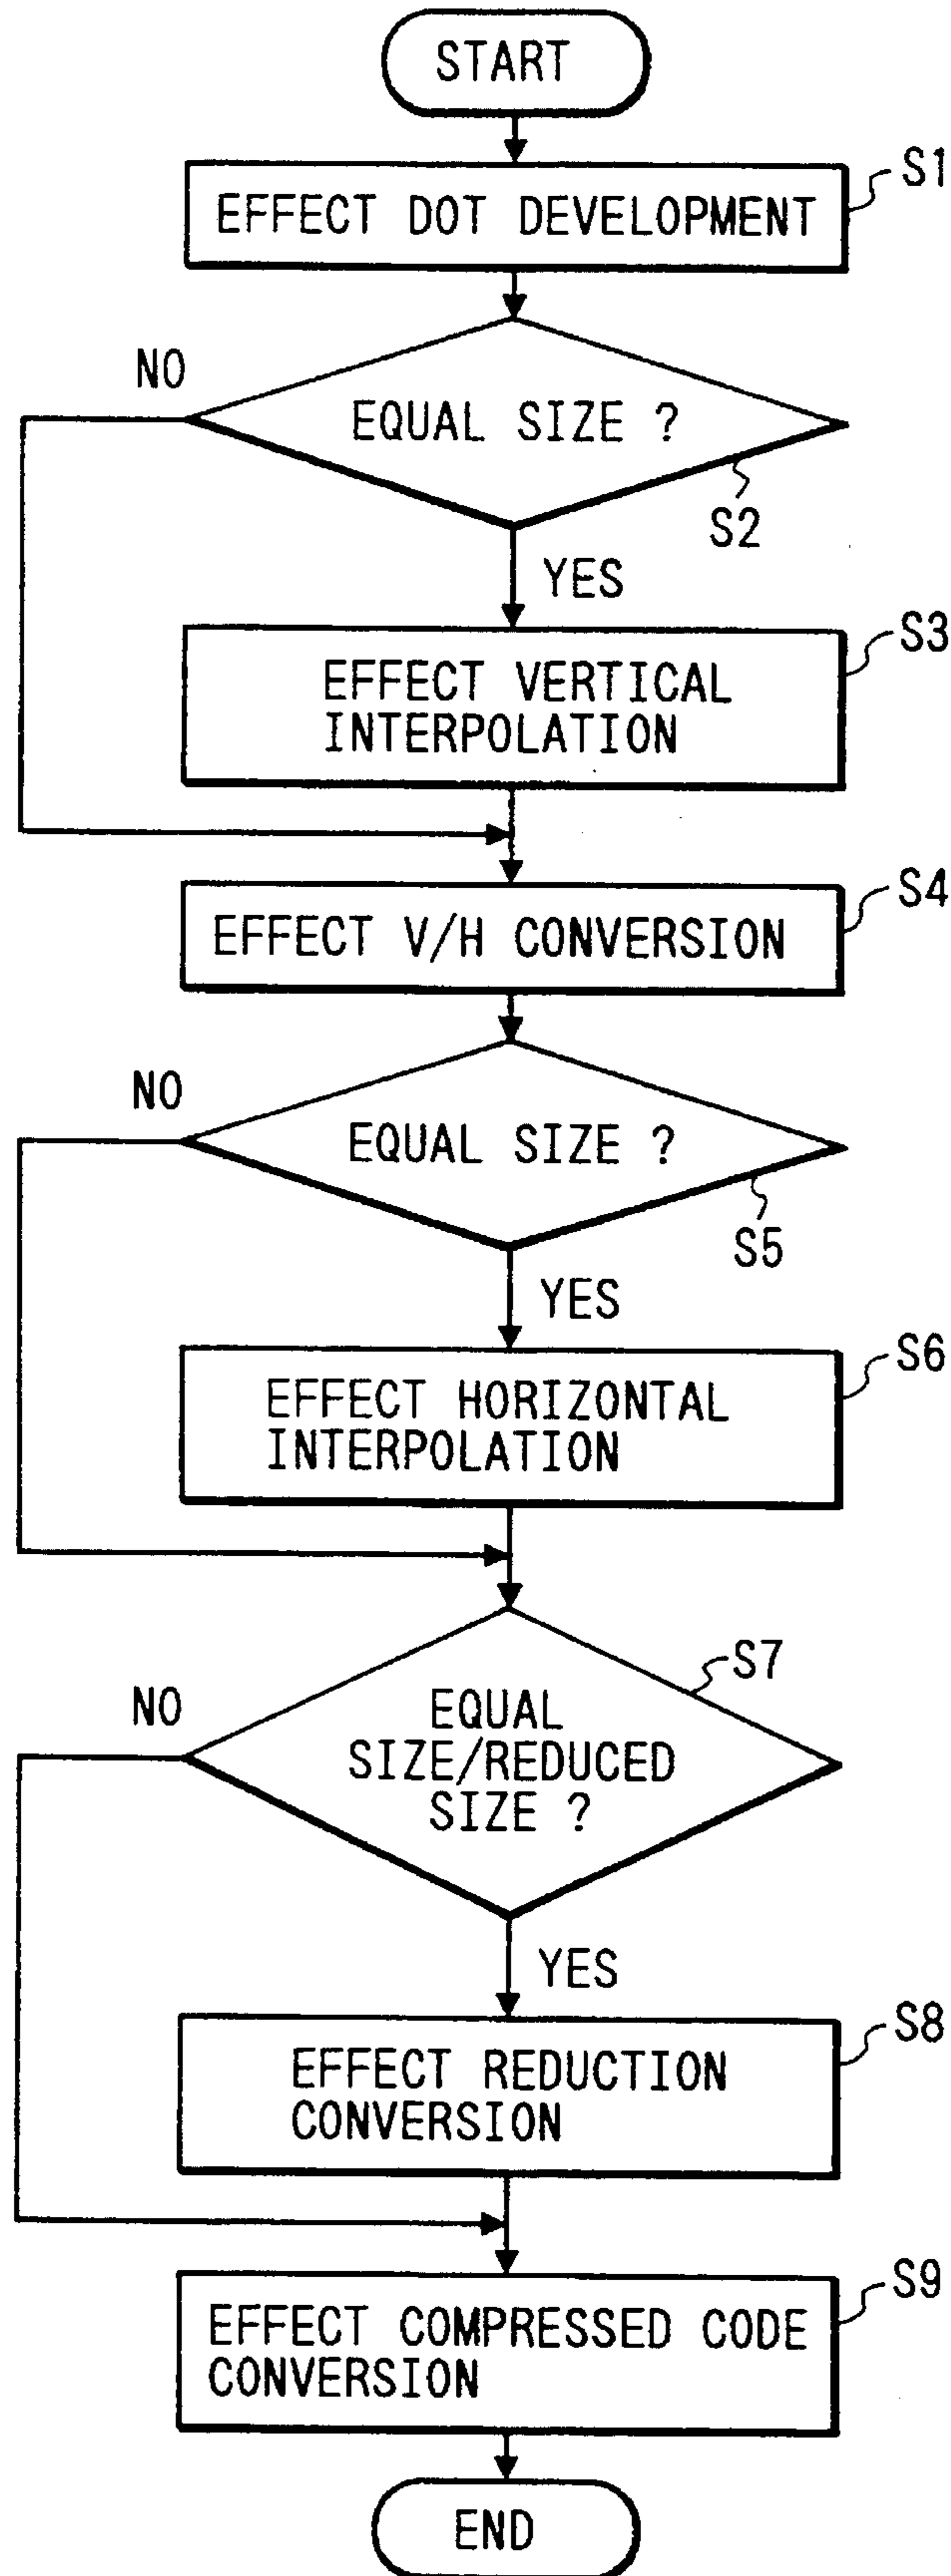 START
S1
EFFECT DOT DEVELOPMENT
NO
EQUAL SIZE ?
S2
YES
S3
EFFECT VERTICAL
INTERPOLATION
S4
EFFECT V/H CONVERSION
NO
EQUAL SIZE ?
S5
YES
S6
EFFECT HORIZONTAL
INTERPOLATION
S7
NO
EQUAL
SIZE/REDUCED
SIZE ?
YES
S8
EFFECT REDUCTION
CONVERSION
S9
EFFECT COMPRESSED CODE
CONVERSION
END